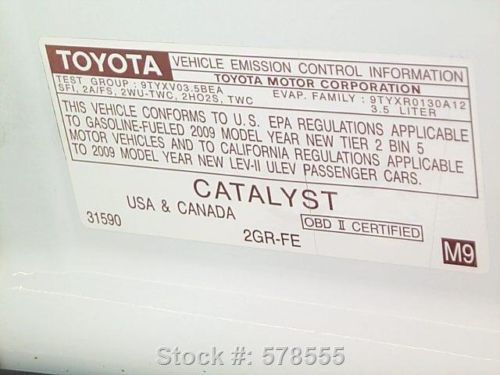 TOYOTA VEHICLE EMISSION CONTROL INFORMATION
TOYOTA MOTOR CORPORATION
TEST GROUP : 9TYXV03.5BEA EVAP. FAMILY : 9TYXR0130A12
SFI, 2A/FS, 2WU-TWC, 2HO2S, TWC 3.5 LITER
THIS VEHICLE CONFORMS TO U.S. EPA REGULATIONS APPLICABLE
TO GASOLINE-FUELED 2009 MODEL YEAR NEW TIER 2 BIN 5
MOTOR VEHICLES AND TO CALIFORNIA REGULATIONS APPLICABLE
TO 2009 MODEL YEAR NEW LEV-II ULEV PASSENGER CARS.
CATALYST
USA & CANADA OBD II CERTIFIED
31590 2GR-FE M9
Stock #: 578555